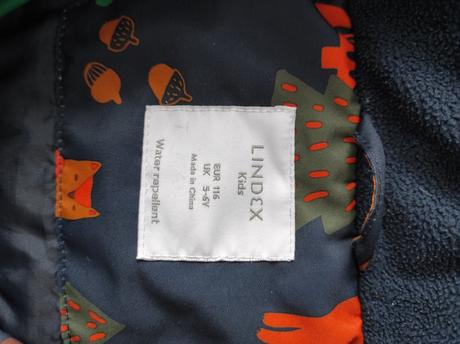 LINDEX
Kids
EUR 116
UK 5-6Y
Made in China
Water repellent